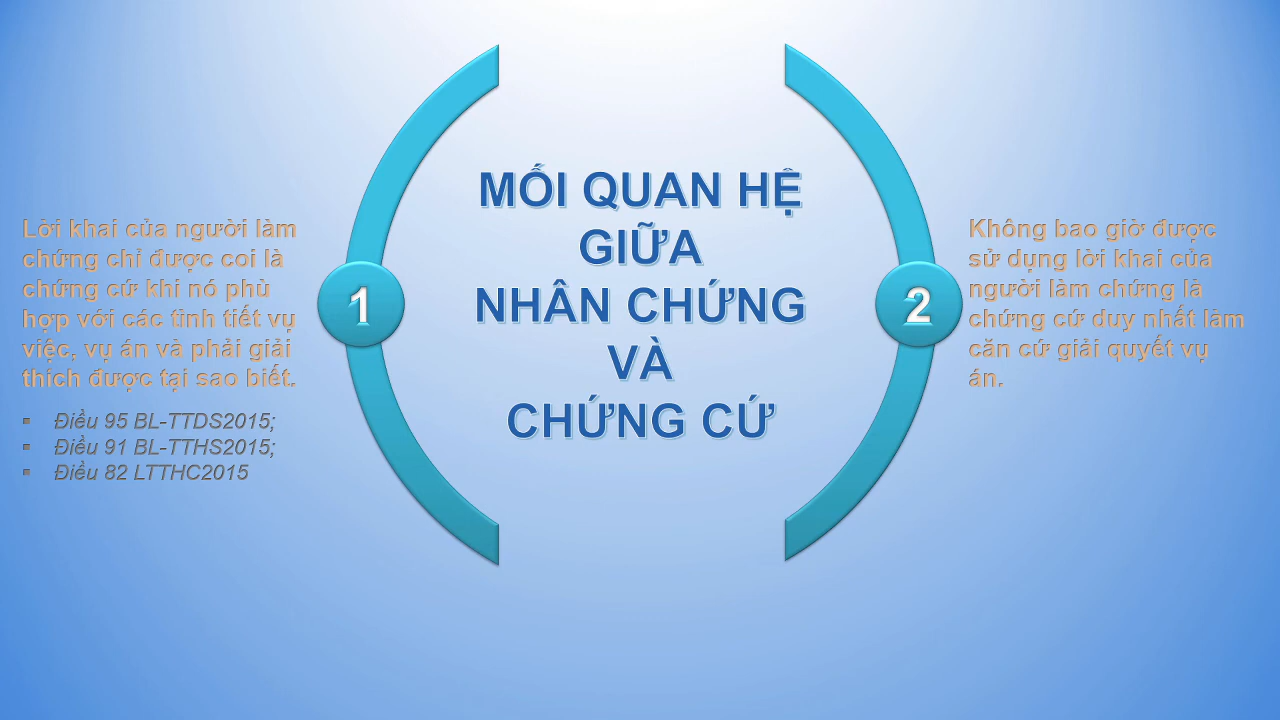 MỐI QUAN HỆ
GIỮA
NHÂN CHỨNG
VÀ
CHỨNG CỨ
1
Lời khai của người làm
chứng chỉ được coi là
chứng cứ khi nó phù
hợp với các tình tiết vụ
việc, vụ án và phải giải
thích được tại sao biết.
▪ Điều 95 BL-TTDS2015;
▪ Điều 91 BL-TTHS2015;
▪ Điều 82 LTTHC2015
2
Không bao giờ được
sử dụng lời khai của
người làm chứng là
chứng cứ duy nhất làm
căn cứ giải quyết vụ
án.